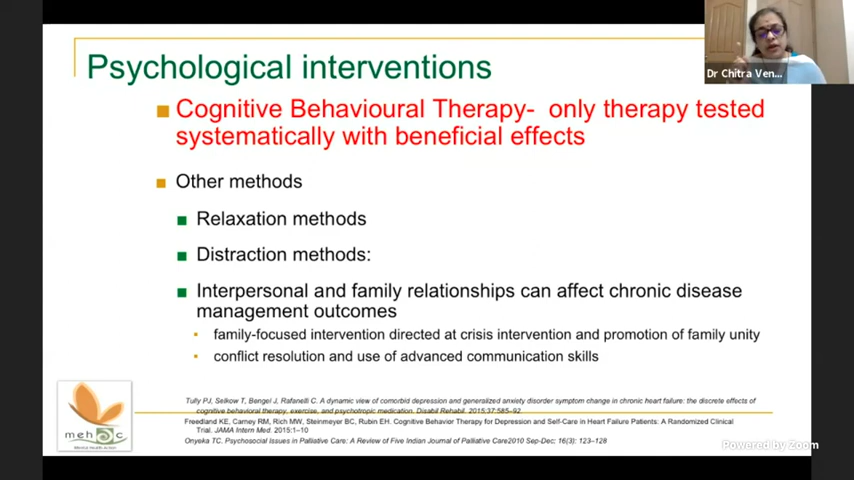 Psychological interventions
Cognitive Behavioural Therapy- only therapy tested
systematically with beneficial effects
Other methods
Relaxation methods
Distraction methods:
Interpersonal and family relationships can affect chronic disease
management outcomes
family-focused intervention directed at crisis intervention and promotion of family unity
conflict resolution and use of advanced communication skills
Tully PJ, Selkow T, Bengel J, Rafanelli C. A dynamic view of comorbid depression and generalized anxiety disorder symptom change in chronic heart failure: the discrete effects of
cognitive behavioral therapy, exercise, and psychotropic medication. Disabil Rehabil. 2015;37:585–92.
Freedland KE, Carney RM, Rich MW, Steinmeyer BC, Rubin EH. Cognitive Behavior Therapy for Depression and Self-Care in Heart Failure Patients: A Randomized Clinical
Trial. JAMA Intern Med. 2015:1–10
Onyeka TC. Psychosocial Issues in Palliative Care: A Review of Five Indian Journal of Palliative Care2010 Sep-Dec; 16(3): 123–128
Dr Chitra Ven...
Powered by Zoom